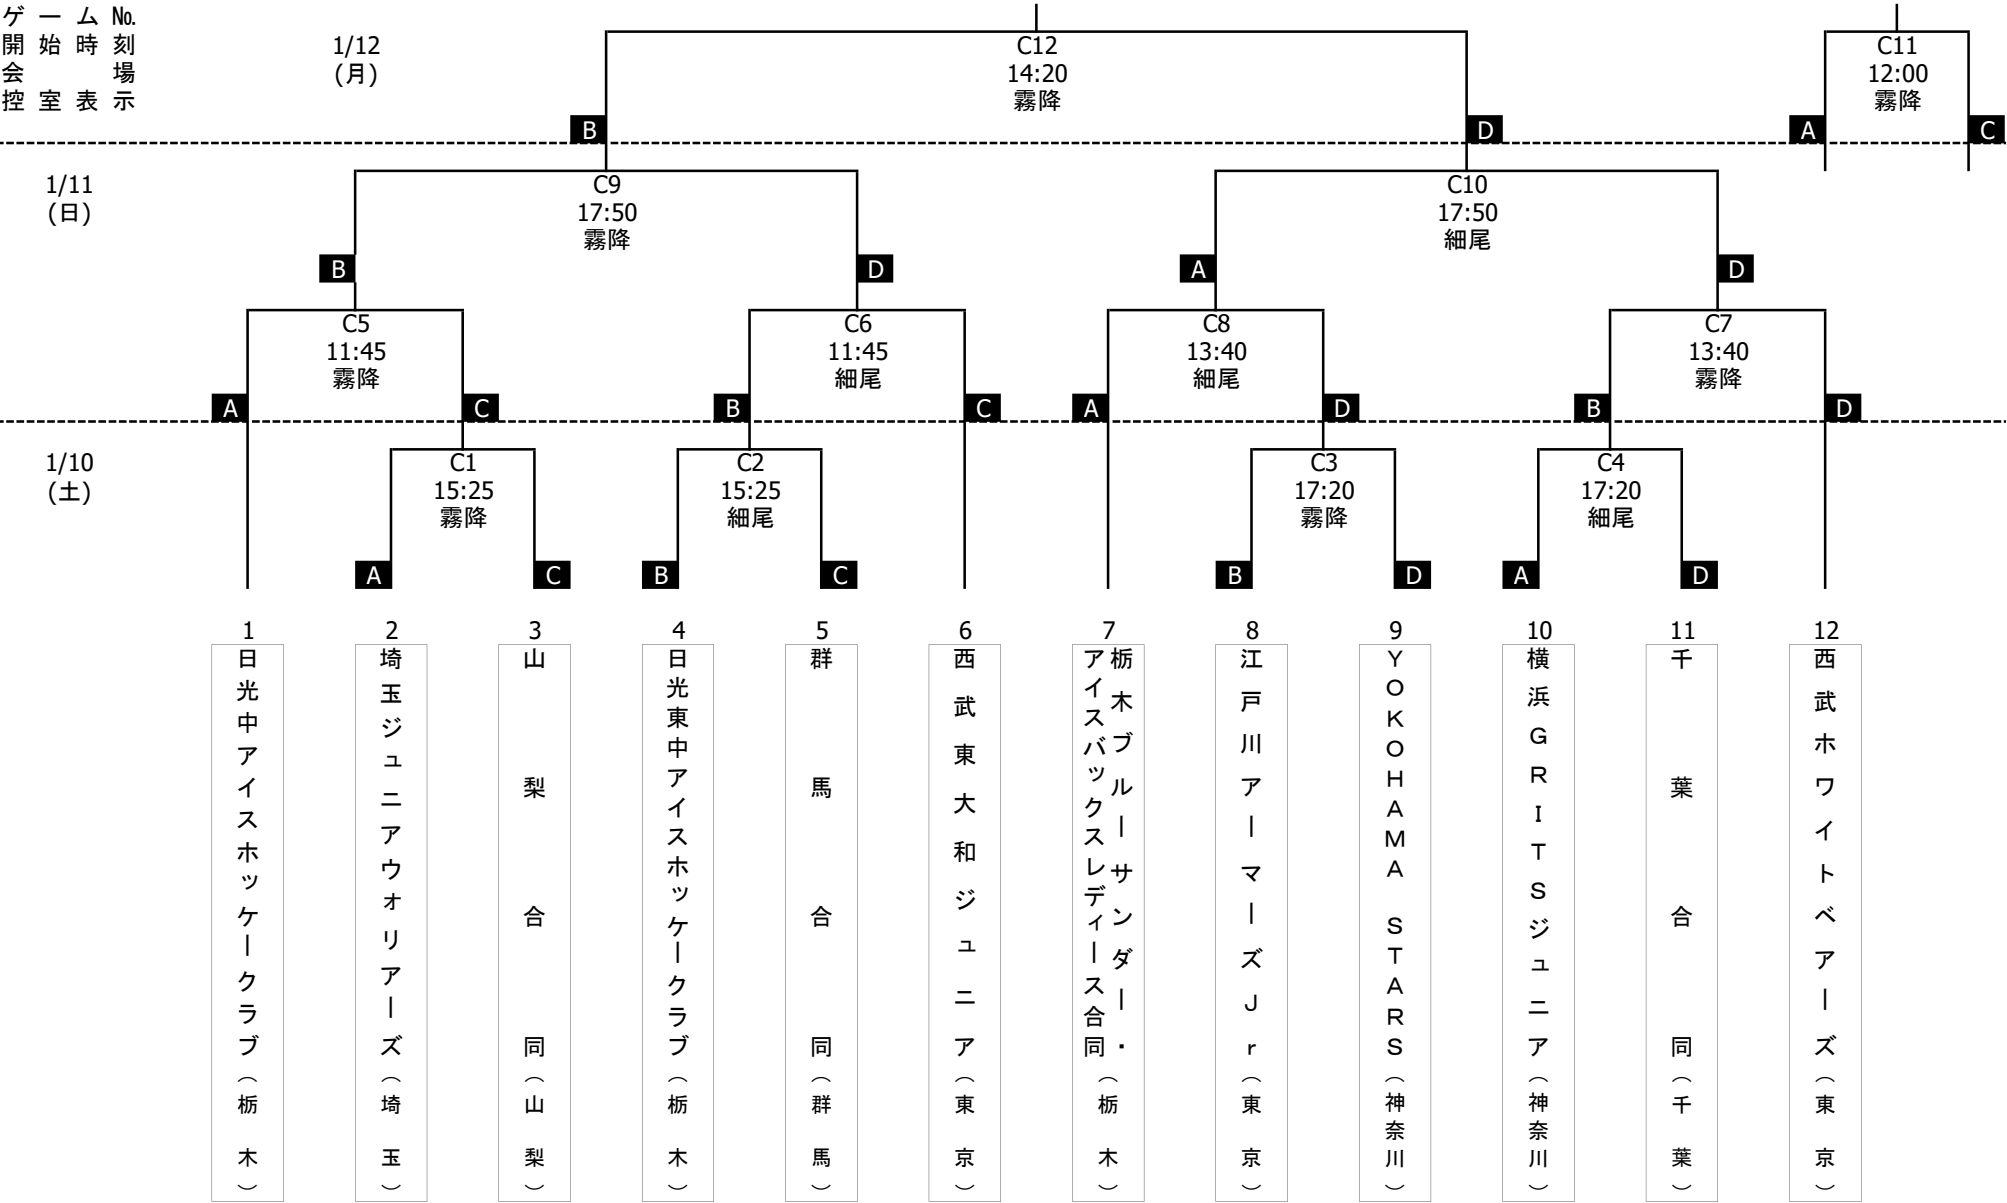 ゲームNo.
開始時刻
会場
控室表示
1/12
(月)
C12
14:20
霧降
C11
12:00
霧降
B
D
A
C
1/11
(日)
C9
17:50
霧降
C10
17:50
細尾
B
D
A
D
C5
11:45
霧降
C6
11:45
細尾
C8
13:40
細尾
C7
13:40
霧降
A
C
B
C
A
D
B
D
1/10
(土)
C1
15:25
霧降
C2
15:25
細尾
C3
17:20
霧降
C4
17:20
細尾
A
C
B
C
B
D
A
D
1
日光中アイスホッケークラブ(栃木)
2
埼玉ジュニアウォリアーズ(埼玉)
3
山梨合同(山梨)
4
日光東中アイスホッケークラブ(栃木)
5
群馬合同(群馬)
6
西武東大和ジュニア(東京)
7
栃木ブルーサンダー・
アイスバックスレディース合同(栃木)
8
江戸川アーマーズJr(東京)
9
YOKOHAMA STARS(神奈川)
10
横浜GRITSジュニア(神奈川)
11
千葉合同(千葉)
12
西武ホワイトベアーズ(東京)